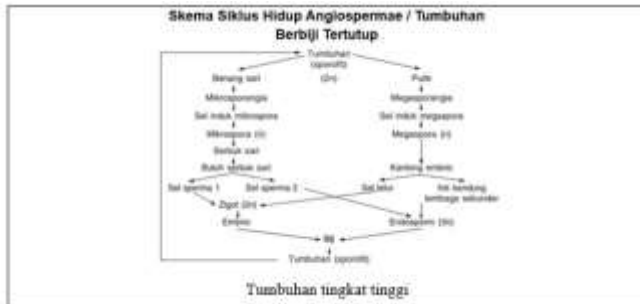 Skema Siklus Hidup Angiospermae / Tumbuhan
Berbiji Tertutup
Tumbuhan
(sporofit)
Benang sari (2n) Putik
Mikrosporangia Megasporangia
Sel induk mikrospora Sel induk megaspora
Mikrospora (n) Megaspora (n)
Serbuk sari
Buluh serbuk sari Kantung embrio
Sel sperma 1 Sel sperma 2 Sel telur Inti kandung
lembaga sekunder
Zigot (2n)
Embrio Endosperm (3n)
Biji
Tumbuhan (sporofit)
Tumbuhan tingkat tinggi